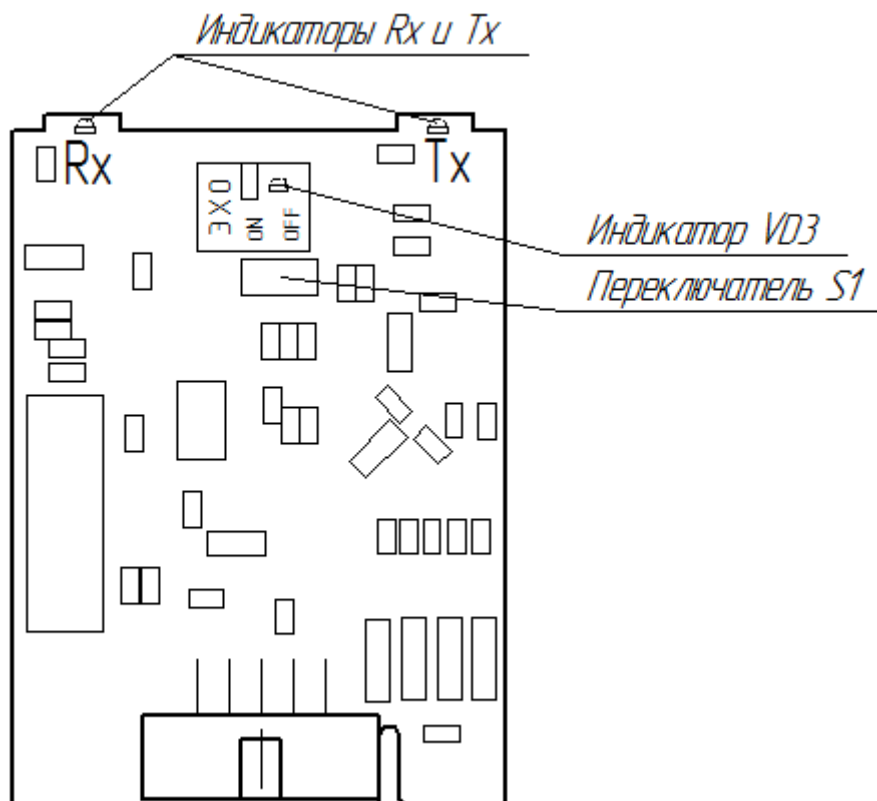 Индикаторы Rx и Tx
Rx
Tx
ЭХО
ON
OFF
Индикатор VD3
Переключатель S1